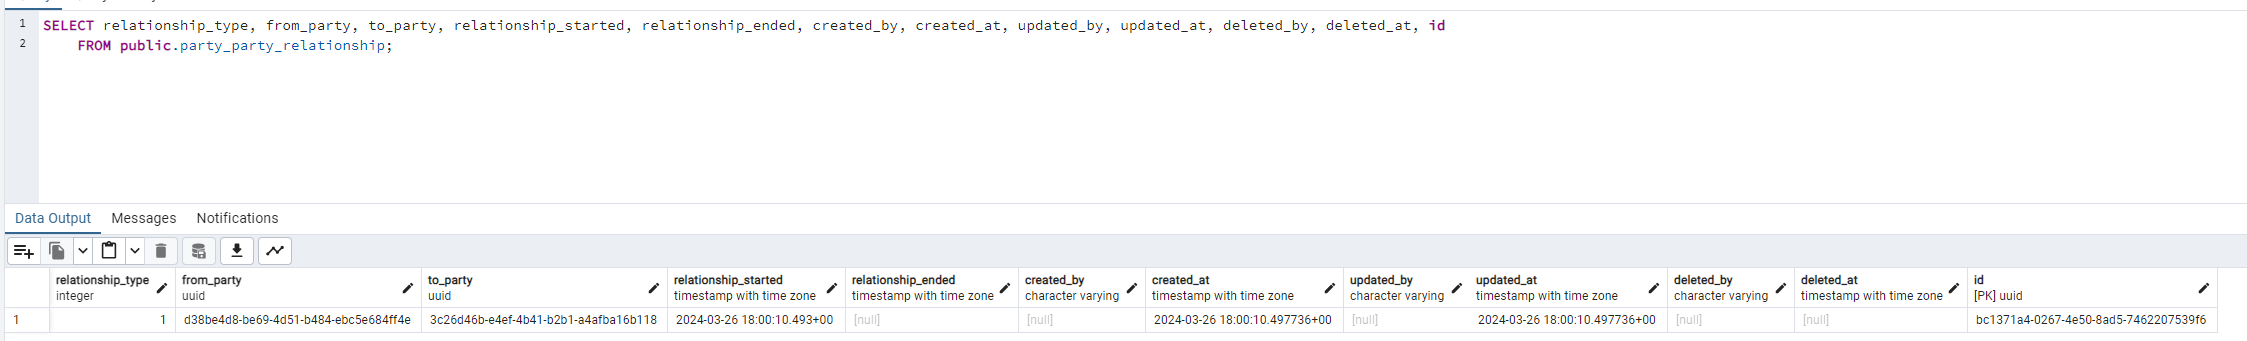 1 SELECT relationship_type, from_party, to_party, relationship_started, relationship_ended, created_by, created_at, updated_by, updated_at, deleted_by, deleted_at, id
2 FROM public.party_party_relationship;
Data Output Messages Notifications
relationship_type from_party to_party relationship_started relationship_ended created_by created_at updated_by updated_at deleted_by deleted_at id
integer uuid uuid timestamp with time zone timestamp with time zone character varying timestamp with time zone character varying timestamp with time zone character varying timestamp with time zone [PK] uuid
1 1 d38be4d8-be69-4d51-b484-ebc5e684ff4e 3c26d46b-e4ef-4b41-b2b1-a4afba16b118 2024-03-26 18:00:10.493+00 [null] [null] 2024-03-26 18:00:10.497736+00 [null] 2024-03-26 18:00:10.497736+00 [null] [null] bc1371a4-0267-4e50-8ad5-7462207539f6